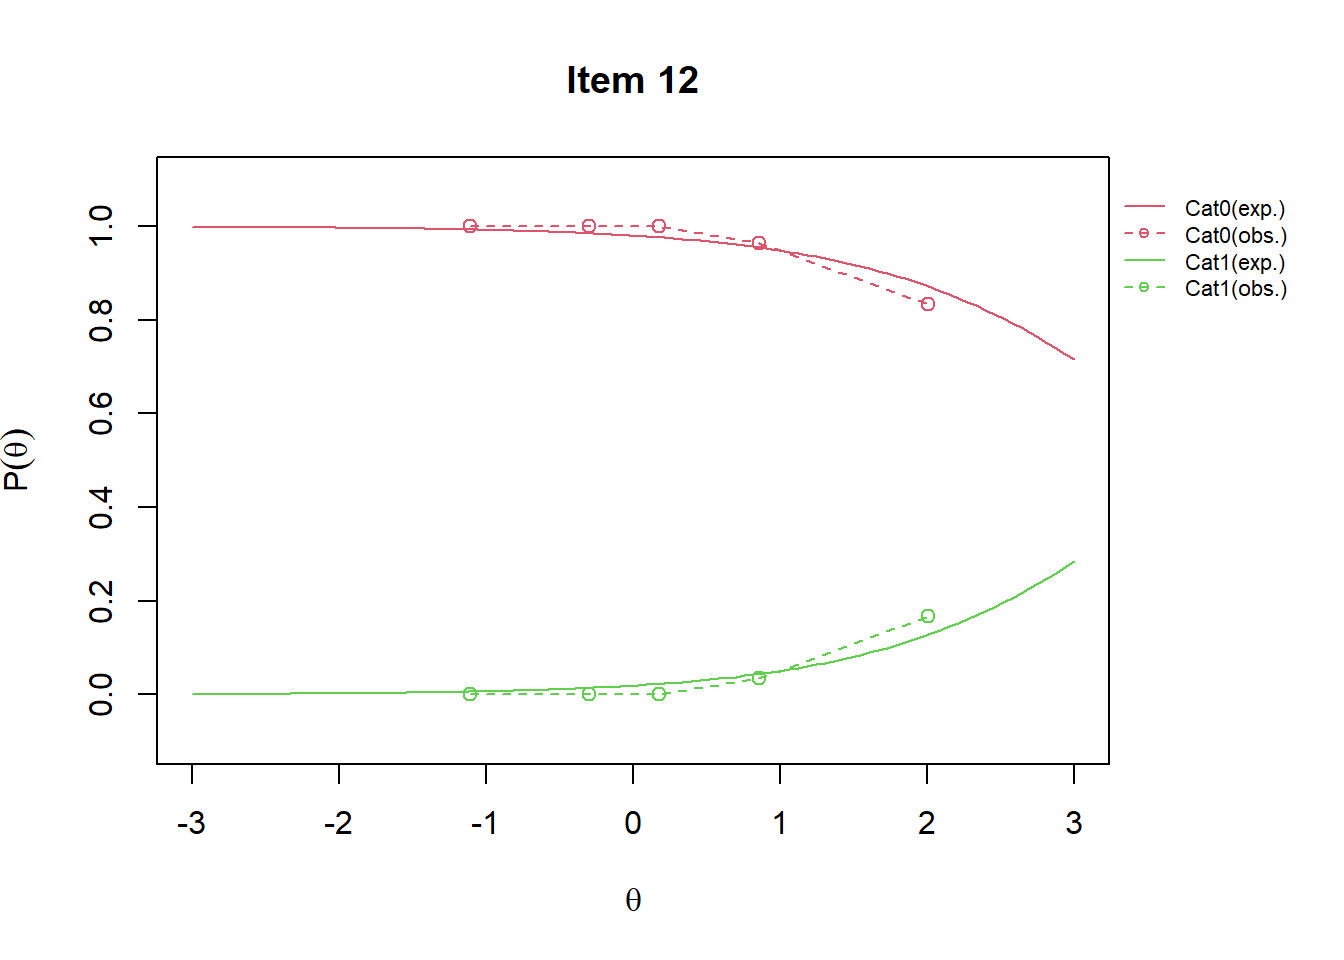 Item 12
P(θ)
1.0
0.8
0.6
0.4
0.2
0.0
-3 -2 -1 0 1 2 3
θ
Cat0(exp.)
Cat0(obs.)
Cat1(exp.)
Cat1(obs.)